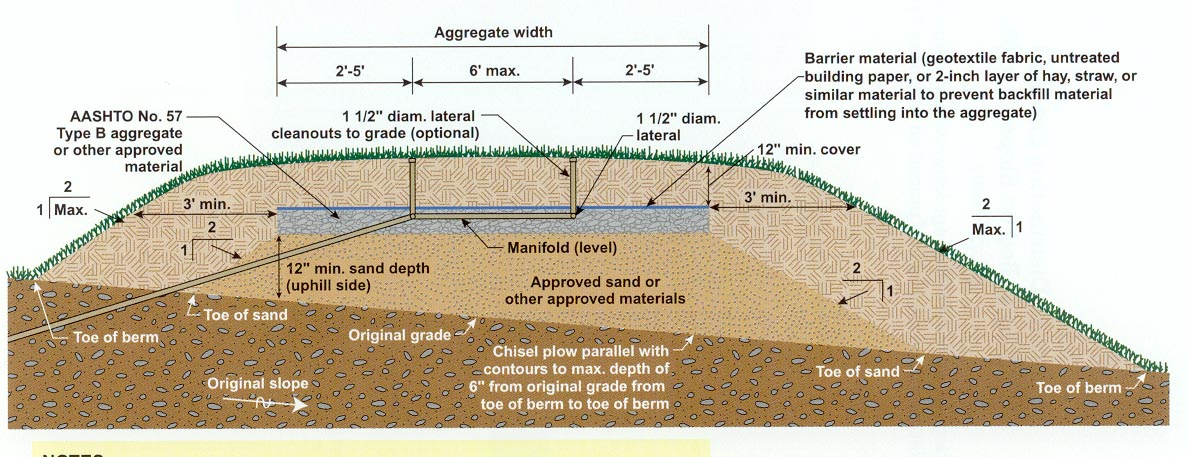 Aggregate width
2'-5'
6' max.
2'-5'
Barrier material (geotextile fabric, untreated
building paper, or 2-inch layer of hay, straw, or
similar material to prevent backfill material
from settling into the aggregate)
AASHTO No. 57
Type B aggregate
or other approved
material
1 1/2" diam. lateral
cleanouts to grade (optional)
1 1/2" diam.
lateral
12" min. cover
2
1
Max.
3' min.
3' min.
2
Max.
1
2
1
Manifold (level)
12" min. sand depth
(uphill side)
Approved sand or
other approved materials
2
1
Toe of sand
Toe of berm
Original grade
Chisel plow parallel with
contours to max. depth of
6" from original grade from
toe of berm to toe of berm
Toe of sand
Toe of berm
Original slope
NOTES